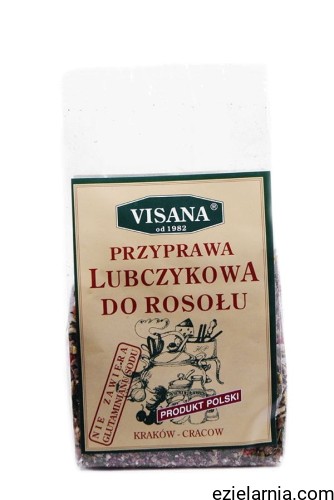 VISANA®
od 1982
PRZYPRAWA
LUBCZYKOWA
DO ROSOŁU
NIE ZAWIERA
GLUTAMINIANU SODU
PRODUKT POLSKI
KRAKÓW - CRACOW
ezielarnia.com